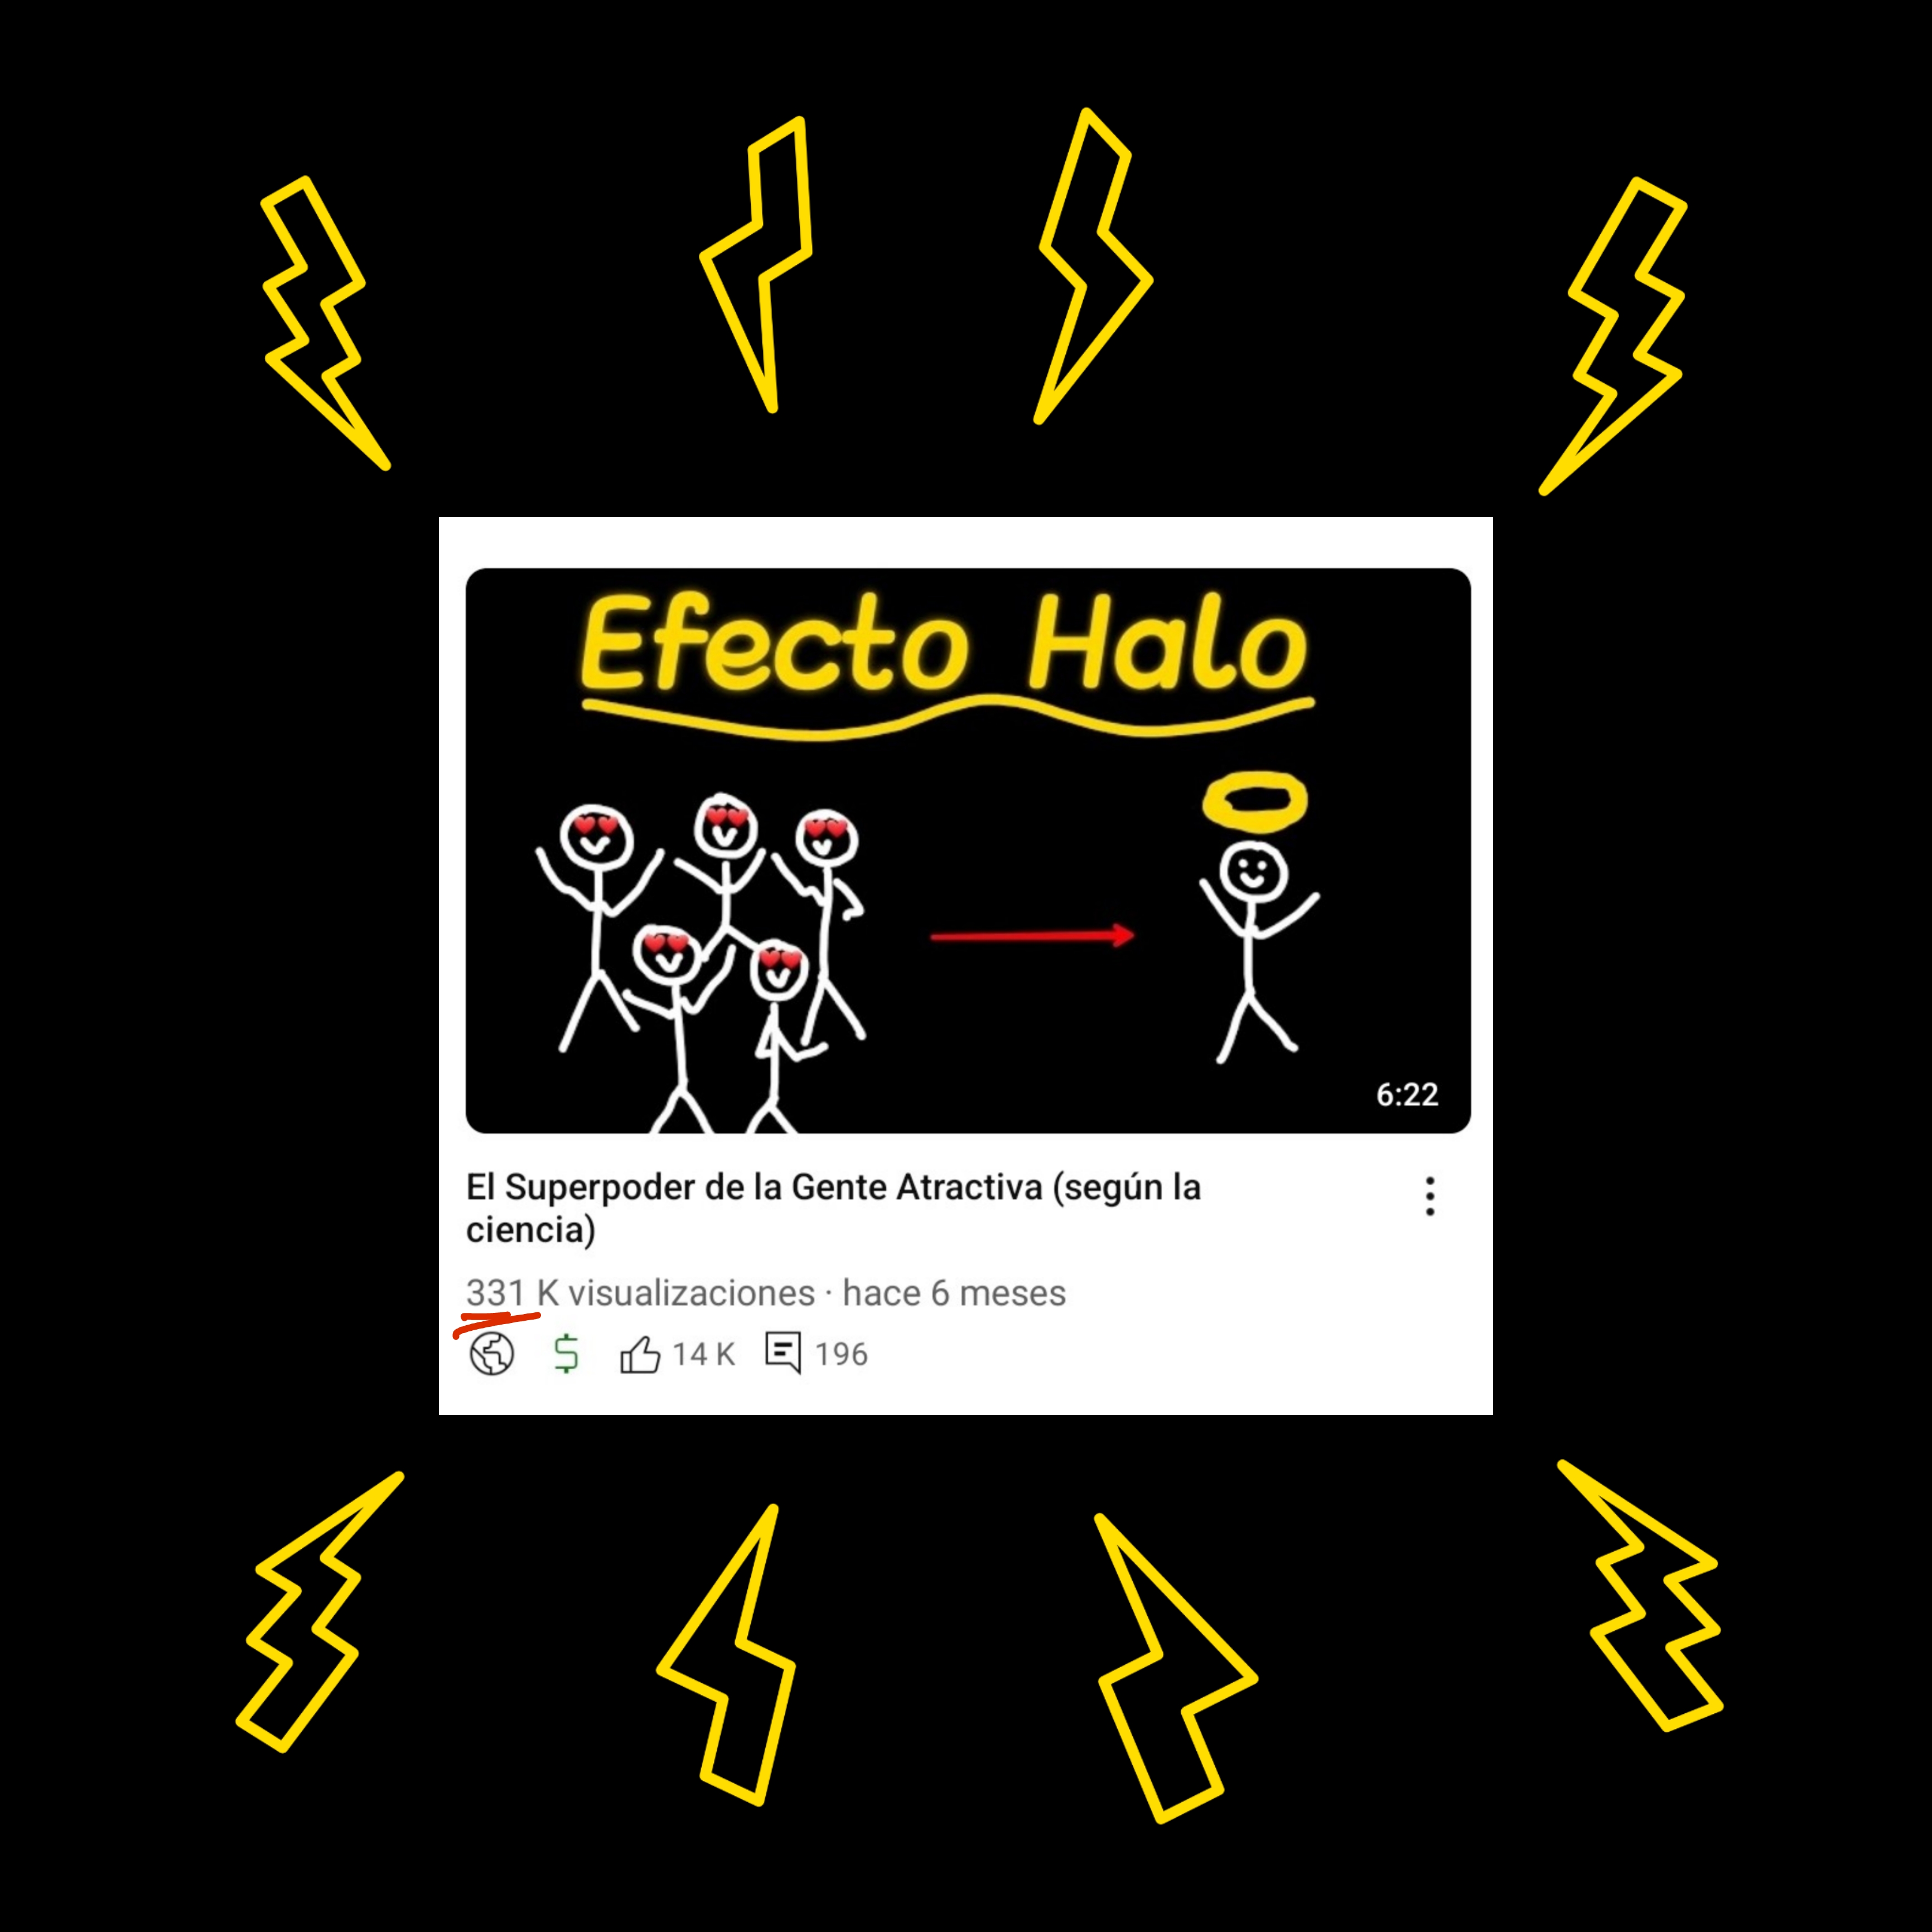 Efecto Halo
6:22
El Superpoder de la Gente Atractiva (según la
ciencia)
331 K visualizaciones · hace 6 meses
$ 14 K 196